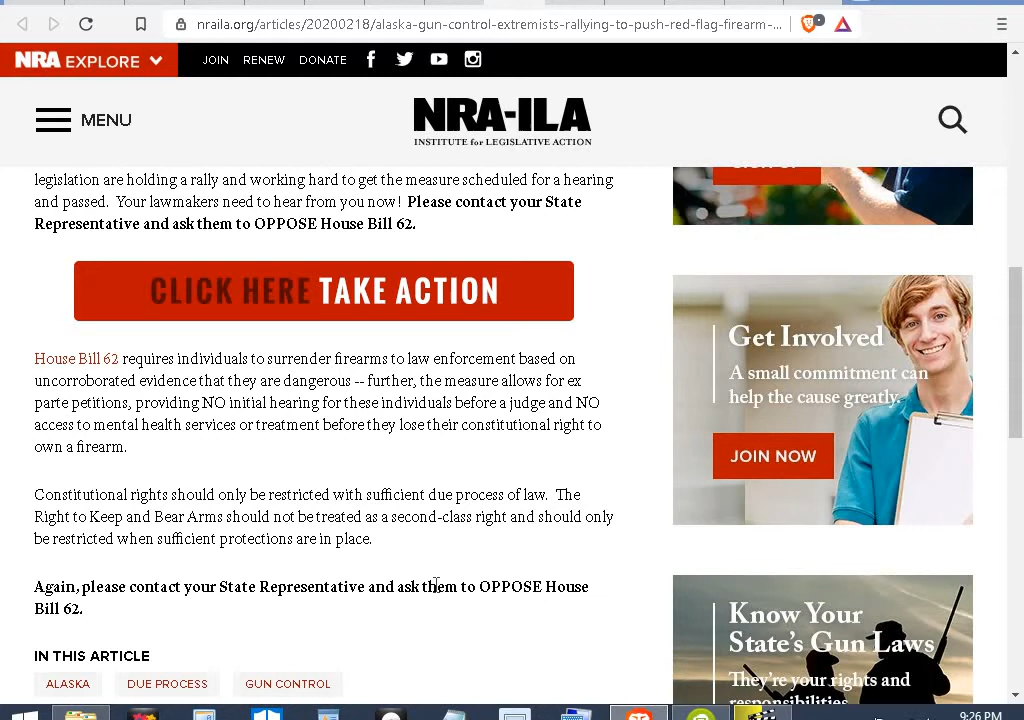 nraila.org/articles/20200218/alaska-gun-control-extremists-rallying-to-push-red-flag-firearm-...
NRA EXPLORE
JOIN RENEW DONATE
MENU
NRA-ILA
INSTITUTE for LEGISLATIVE ACTION
legislation are holding a rally and working hard to get the measure scheduled for a hearing
and passed. Your lawmakers need to hear from you now! Please contact your State
Representative and ask them to OPPOSE House Bill 62.
CLICK HERE TAKE ACTION
House Bill 62 requires individuals to surrender firearms to law enforcement based on
uncorroborated evidence that they are dangerous -- further, the measure allows for ex
parte petitions, providing NO initial hearing for these individuals before a judge and NO
access to mental health services or treatment before they lose their constitutional right to
own a firearm.
Constitutional rights should only be restricted with sufficient due process of law. The
Right to Keep and Bear Arms should not be treated as a second-class right and should only
be restricted when sufficient protections are in place.
Again, please contact your State Representative and ask them to OPPOSE House
Bill 62.
IN THIS ARTICLE
ALASKA DUE PROCESS GUN CONTROL
Get Involved
A small commitment can
help the cause greatly.
JOIN NOW
Know Your
State's Gun Laws
They're your rights and
responsibilities
9:26 PM